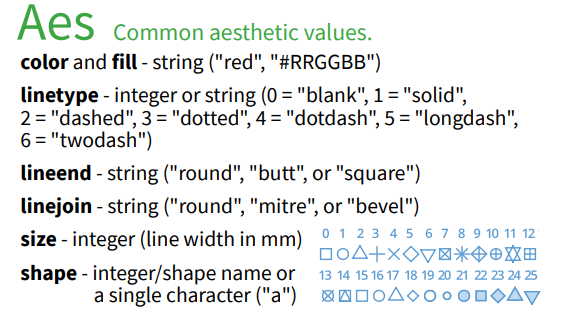 Aes Common aesthetic values.
color and fill - string ("red", "#RRGGBB")
linetype - integer or string (0 = "blank", 1 = "solid",
2 = "dashed", 3 = "dotted", 4 = "dotdash", 5 = "longdash",
6 = "twodash")
lineend - string ("round", "butt", or "square")
linejoin - string ("round", "mitre", or "bevel")
size - integer (line width in mm)
shape - integer/shape name or
a single character ("a")
0 1 2 3 4 5 6 7 8 9 10 11 12
13 14 15 16 17 18 19 20 21 22 23 24 25